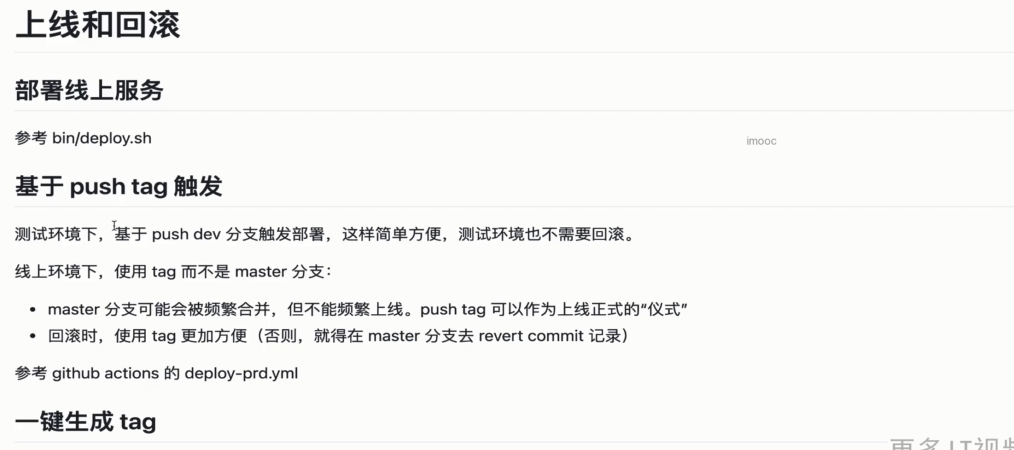 上线和回滚
部署线上服务
参考 bin/deploy.sh
imooc
基于 push tag 触发
测试环境下，基于 push dev 分支触发部署，这样简单方便，测试环境也不需要回滚。
线上环境下，使用 tag 而不是 master 分支：
• master 分支可能会被频繁合并，但不能频繁上线。push tag 可以作为上线正式的“仪式”
• 回滚时，使用 tag 更加方便（否则，就得在 master 分支去 revert commit 记录）
参考 github actions 的 deploy-prd.yml
一键生成 tag
更多IT视频